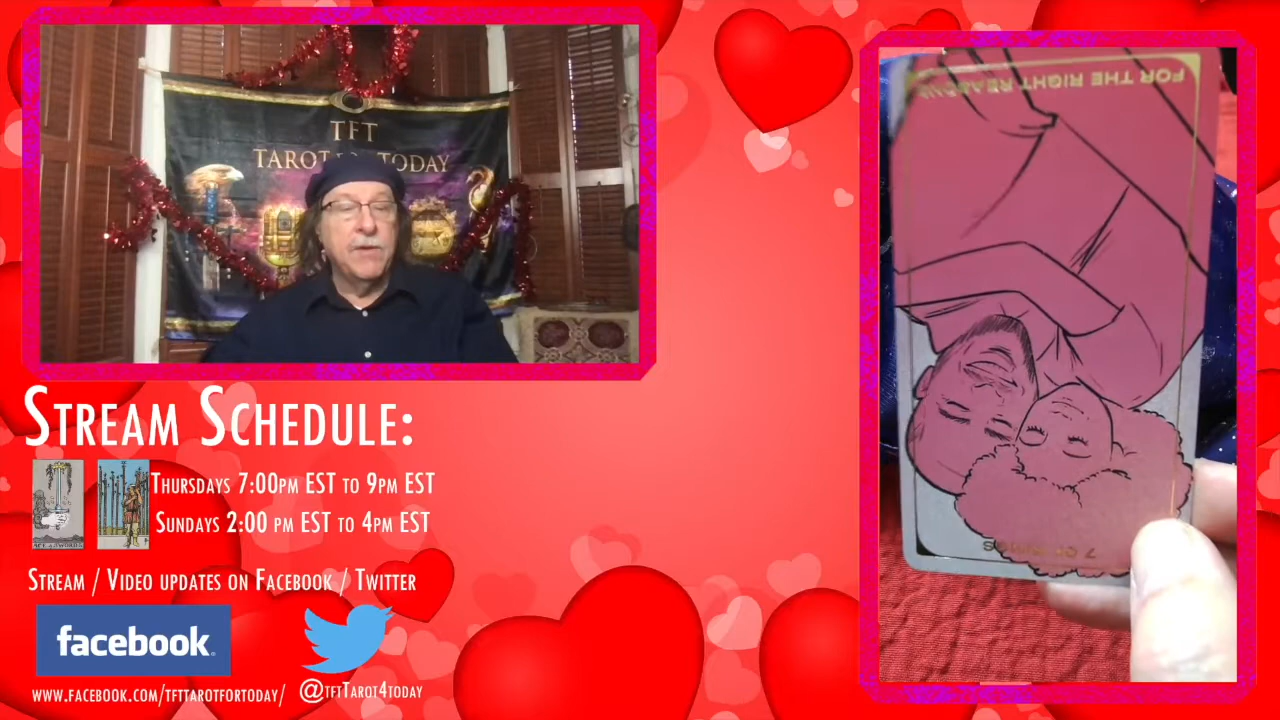 TFT
TAROT FOR TODAY
FOR THE RIGHT REASONS
STREAM SCHEDULE:
THURSDAYS 7:00PM EST TO 9PM EST
SUNDAYS 2:00 PM EST TO 4PM EST
STREAM / VIDEO UPDATES ON FACEBOOK / TWITTER
facebook.
WWW.FACEBOOK.COM/TFTTAROTFORTODAY/
@TFTTAROT4TODAY
7 OF